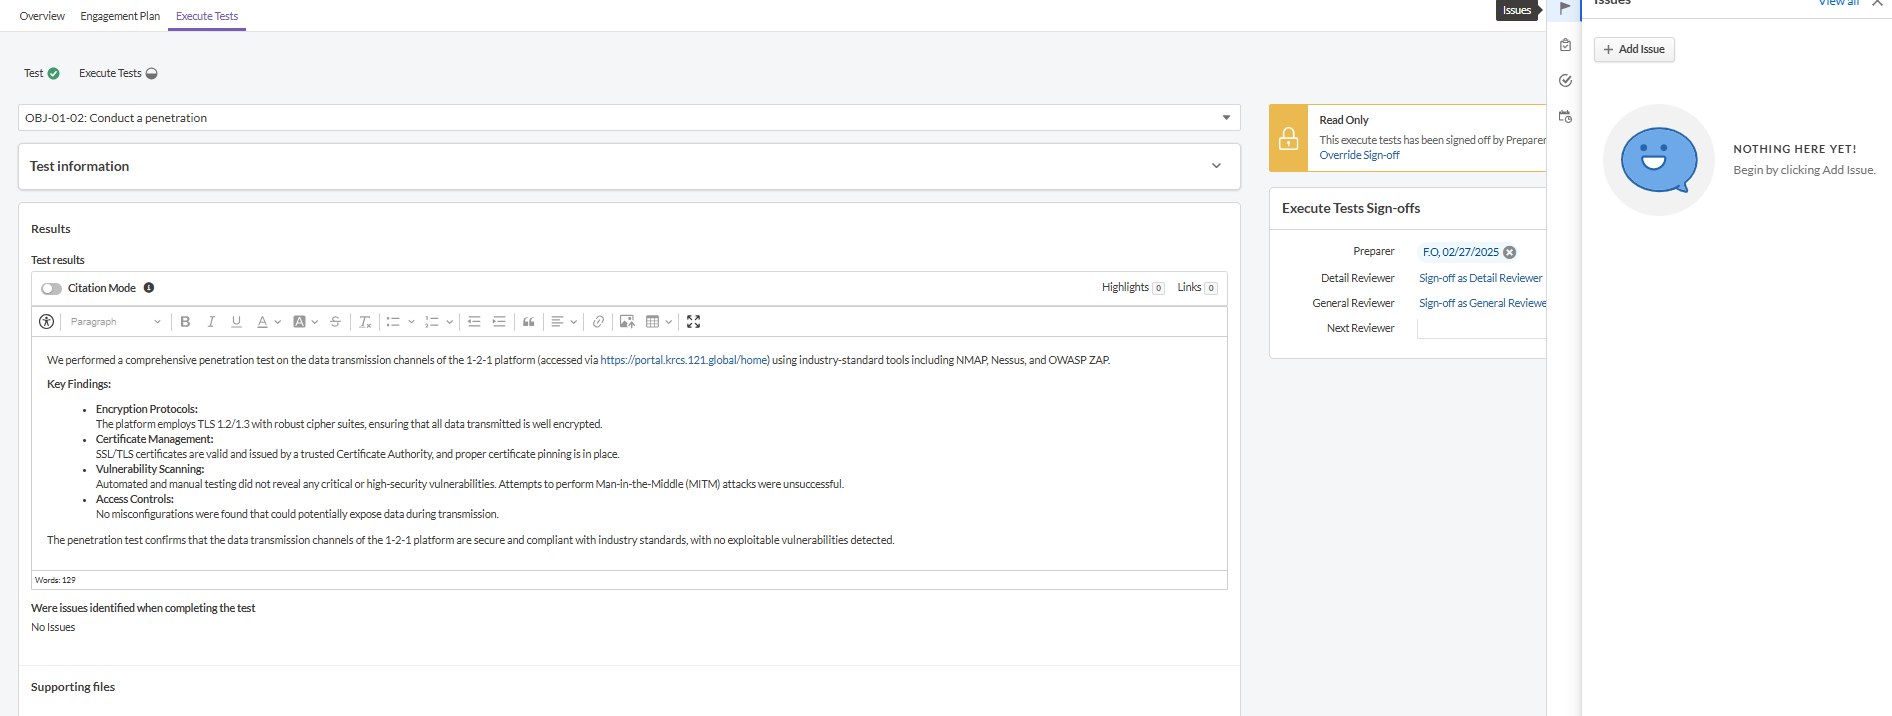 Overview Engagement Plan Execute Tests
Issues
Issues View all
Add Issue
Test Execute Tests
OBJ-01-02: Conduct a penetration
Test information
Read Only
This execute tests has been signed off by Preparer
Override Sign-off
NOTHING HERE YET!
Begin by clicking Add Issue.
Execute Tests Sign-offs
Preparer F.O, 02/27/2025
Detail Reviewer Sign-off as Detail Reviewer
General Reviewer Sign-off as General Reviewe
Next Reviewer
Results
Test results
Citation Mode Highlights 0 Links 0
Paragraph
We performed a comprehensive penetration test on the data transmission channels of the 1-2-1 platform (accessed via https://portal.krcs.121.global/home) using industry-standard tools including NMAP, Nessus, and OWASP ZAP.
Key Findings:
• Encryption Protocols:
The platform employs TLS 1.2/1.3 with robust cipher suites, ensuring that all data transmitted is well encrypted.
• Certificate Management:
SSL/TLS certificates are valid and issued by a trusted Certificate Authority, and proper certificate pinning is in place.
• Vulnerability Scanning:
Automated and manual testing did not reveal any critical or high-security vulnerabilities. Attempts to perform Man-in-the-Middle (MITM) attacks were unsuccessful.
• Access Controls:
No misconfigurations were found that could potentially expose data during transmission.
The penetration test confirms that the data transmission channels of the 1-2-1 platform are secure and compliant with industry standards, with no exploitable vulnerabilities detected.
Words: 129
Were issues identified when completing the test
No Issues
Supporting files